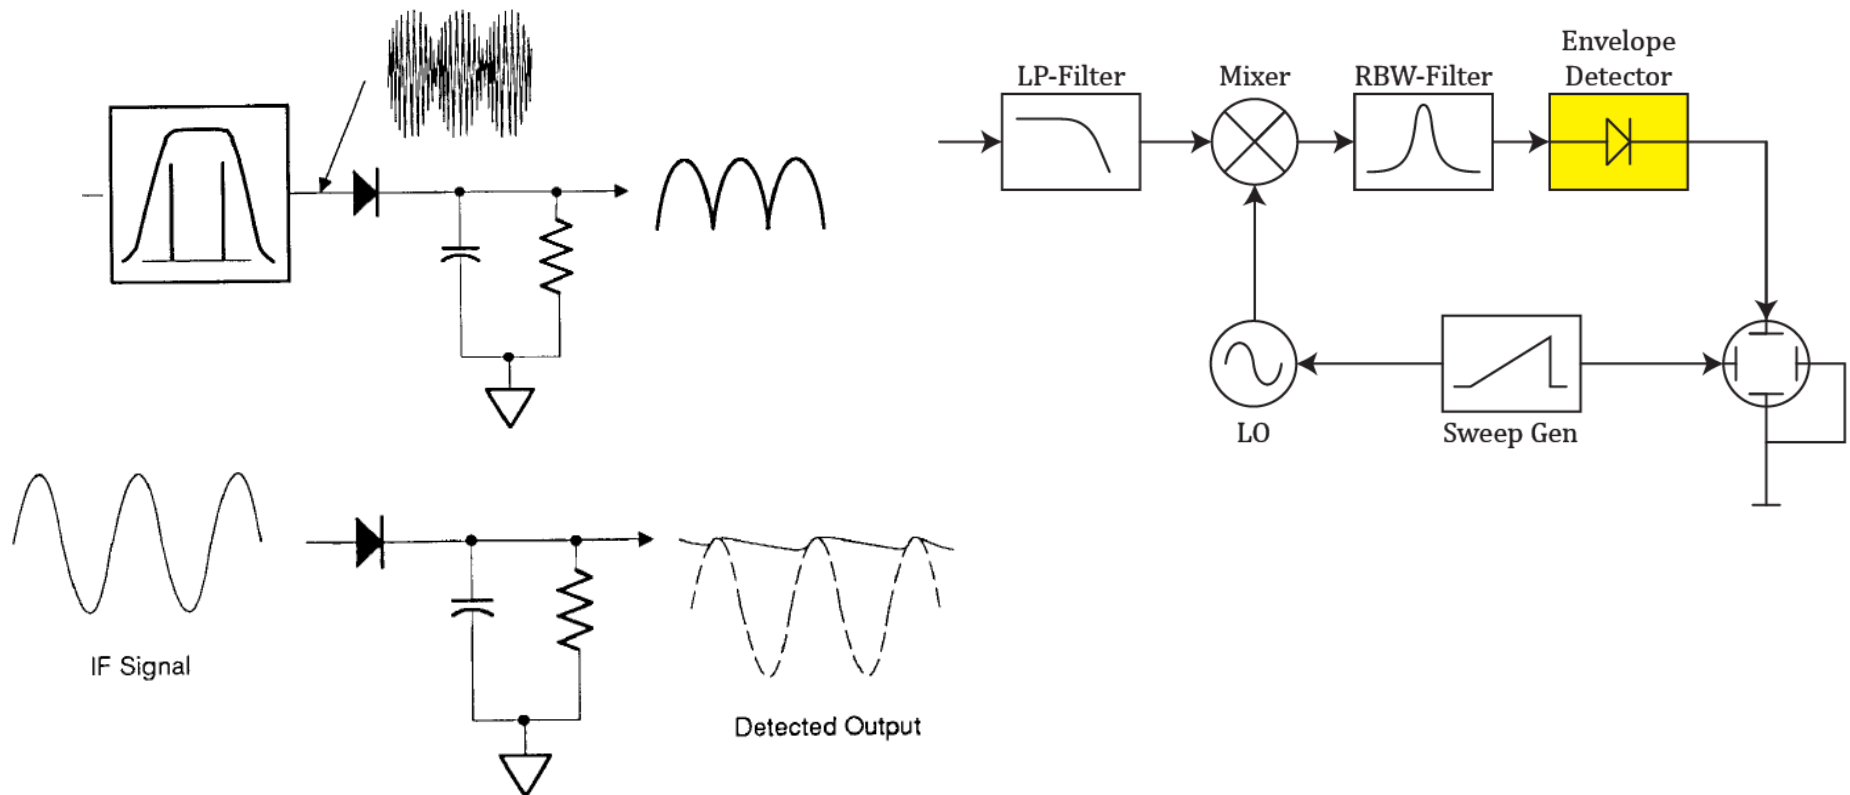 Envelope
Detector
LP-Filter
Mixer
RBW-Filter
LO
Sweep Gen
IF Signal
Detected Output